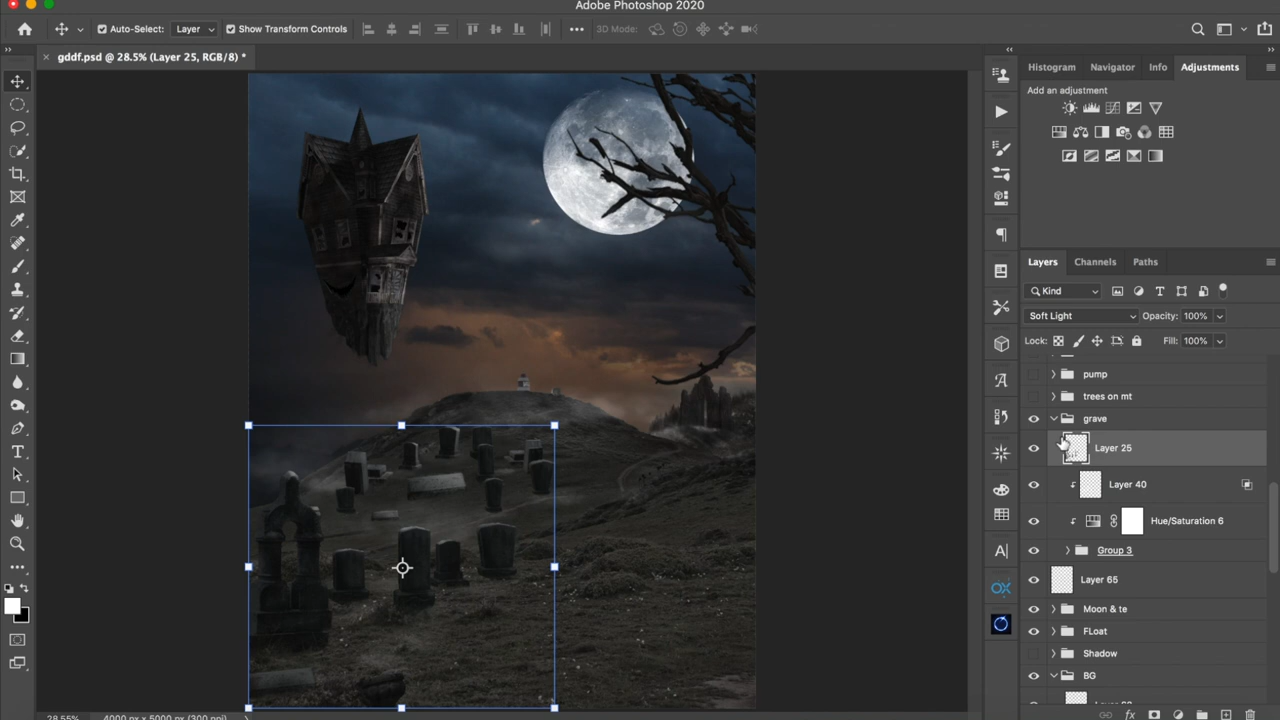 Adobe Photoshop 2020
Auto-Select: Layer Show Transform Controls 3D Mode:
gddf.psd @ 28.5% (Layer 25, RGB/8) *
Histogram Navigator Info Adjustments
Add an adjustment
Layers Channels Paths
Kind
Soft Light Opacity: 100%
Lock: Fill: 100%
pump
trees on mt
grave
Layer 25
Layer 40
Hue/Saturation 6
Group 3
Layer 65
Moon & te
FLoat
Shadow
BG
28.55% 4000 px x 5000 px (300 ppi)